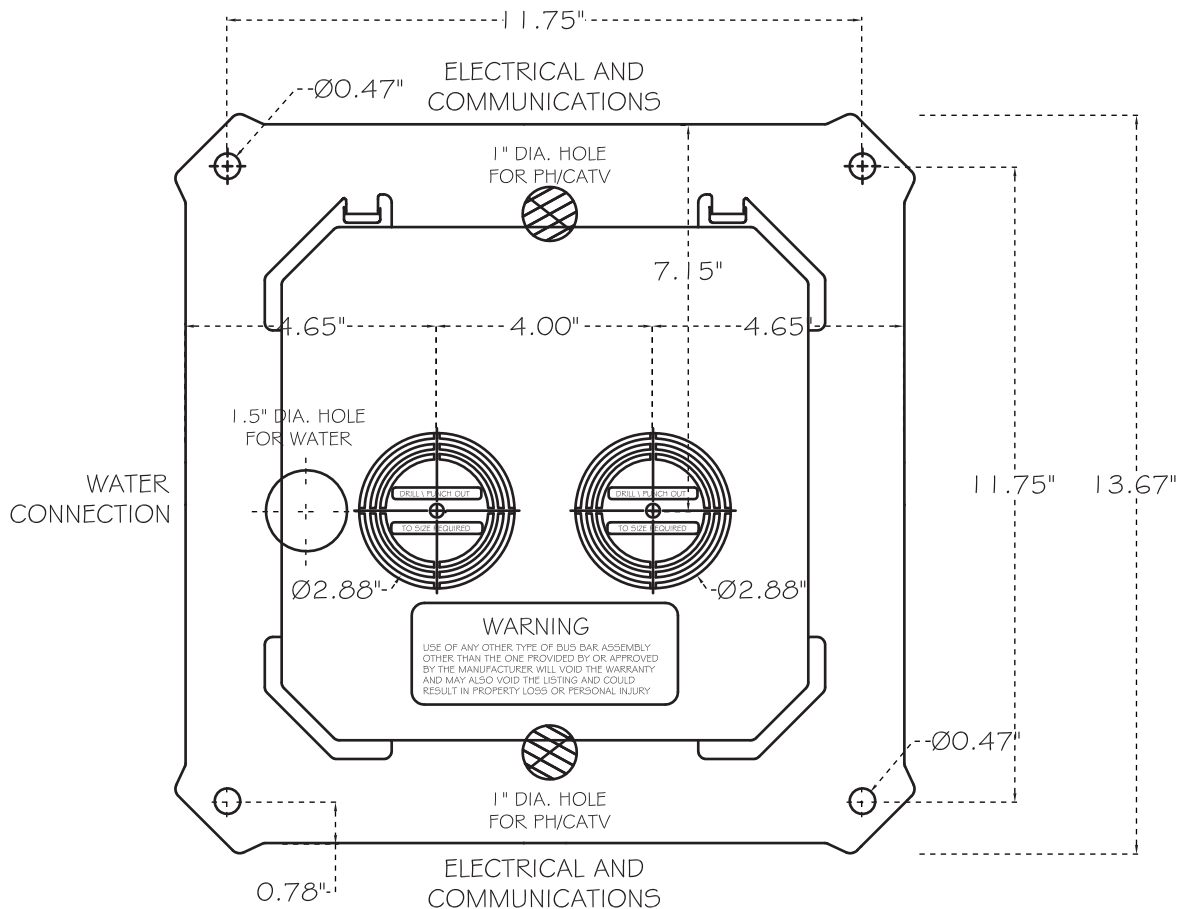 11.75"
Ø0.47"
ELECTRICAL AND
COMMUNICATIONS
1" DIA. HOLE
FOR PH/CATV
7.15"
4.65"
4.00"
4.65"
1.5" DIA. HOLE
FOR WATER
WATER
CONNECTION
DRILL \ PUNCH OUT
TO SIZE REQUIRED
DRILL \ PUNCH OUT
TO SIZE REQUIRED
11.75"
13.67"
Ø2.88"
Ø2.88"
WARNING
USE OF ANY OTHER TYPE OF BUS BAR ASSEMBLY
OTHER THAN THE ONE PROVIDED BY OR APPROVED
BY THE MANUFACTURER WILL VOID THE WARRANTY
AND MAY ALSO VOID THE LISTING AND COULD
RESULT IN PROPERTY LOSS OR PERSONAL INJURY
Ø0.47"
1" DIA. HOLE
FOR PH/CATV
0.78"
ELECTRICAL AND
COMMUNICATIONS